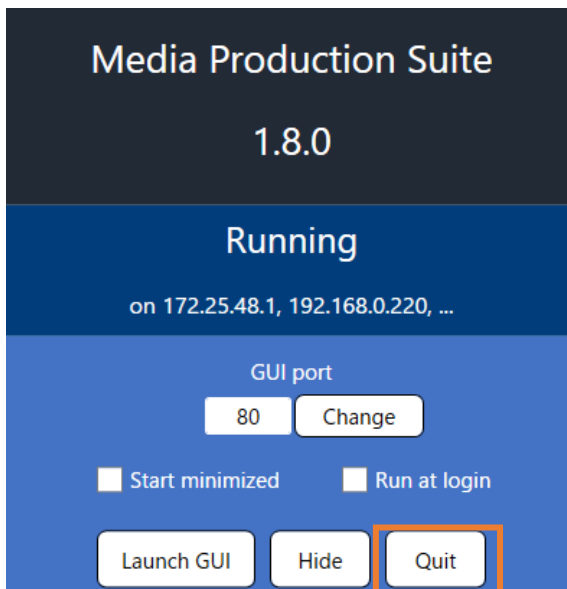 Media Production Suite
1.8.0
Running
on 172.25.48.1, 192.168.0.220, ...
GUI port
80 Change
Start minimized Run at login
Launch GUI Hide Quit